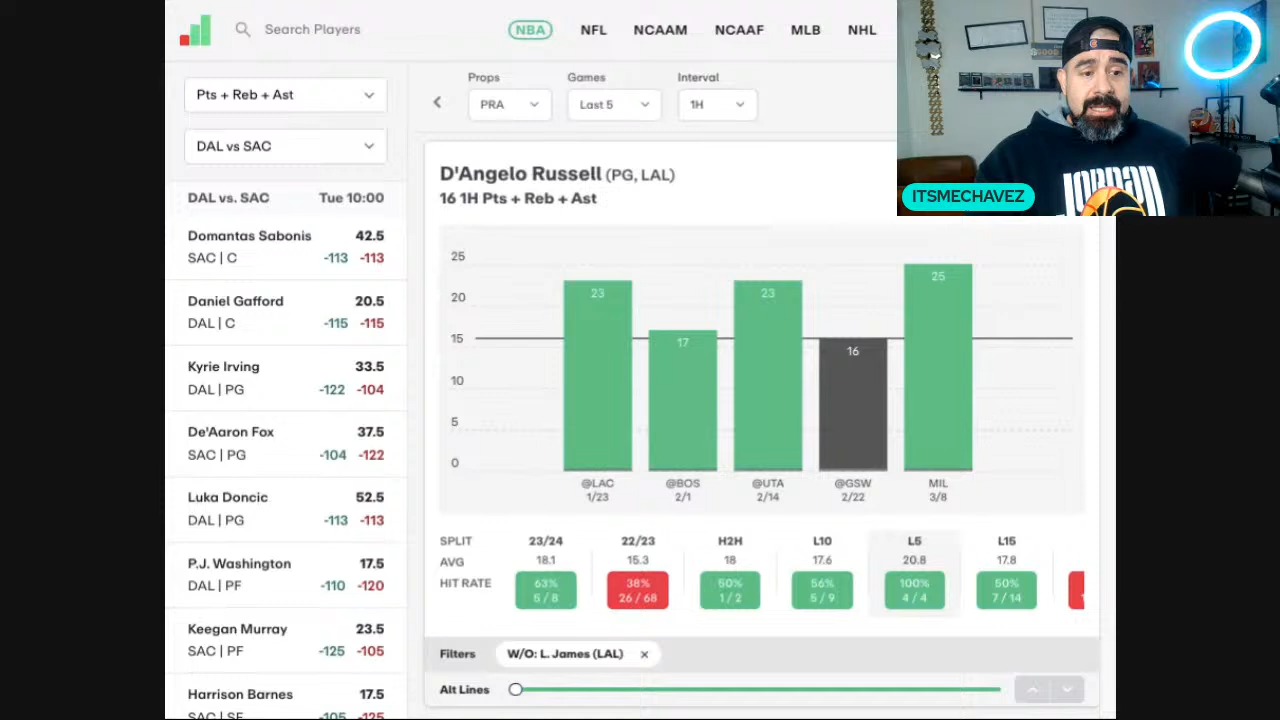 Search Players
NBA
NFL
NCAAM
NCAAF
MLB
NHL
Pts + Reb + Ast
DAL vs SAC
Props
Games
Interval
PRA
Last 5
1H
DAL vs. SAC Tue 10:00
Domantas Sabonis 42.5
SAC | C -113 -113
Daniel Gafford 20.5
DAL | C -115 -115
Kyrie Irving 33.5
DAL | PG -122 -104
De'Aaron Fox 37.5
SAC | PG -104 -122
Luka Doncic 52.5
DAL | PG -113 -113
P.J. Washington 17.5
DAL | PF -110 -120
Keegan Murray 23.5
SAC | PF -125 -105
Harrison Barnes 17.5
SAC | SF -105 -125
D'Angelo Russell (PG, LAL)
16 1H Pts + Reb + Ast
25
20
15
10
5
0
23
17
23
16
25
@LAC @BOS @UTA @GSW MIL
1/23 2/1 2/14 2/22 3/8
SPLIT 23/24 22/23 H2H L10 L5 L15
AVG 18.1 15.3 18 17.6 20.8 17.8
HIT RATE 63% 38% 50% 56% 100% 50%
5 / 8 26 / 68 1 / 2 5 / 9 4 / 4 7 / 14
Filters W/O: L. James (LAL) ×
Alt Lines
ITSMECHAVEZ
JORDAN